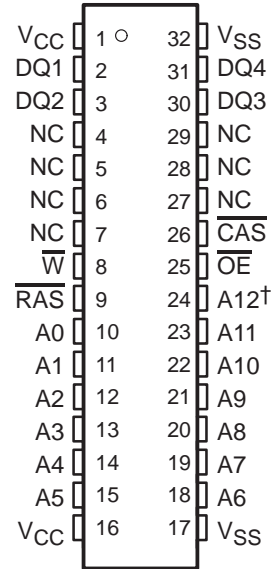 VCC 1 32 VSS
DQ1 2 31 DQ4
DQ2 3 30 DQ3
NC 4 29 NC
NC 5 28 NC
NC 6 27 NC
NC 7 26 C̅A̅S̅
W̅ 8 25 O̅E̅
R̅A̅S̅ 9 24 A12†
A0 10 23 A11
A1 11 22 A10
A2 12 21 A9
A3 13 20 A8
A4 14 19 A7
A5 15 18 A6
VCC 16 17 VSS